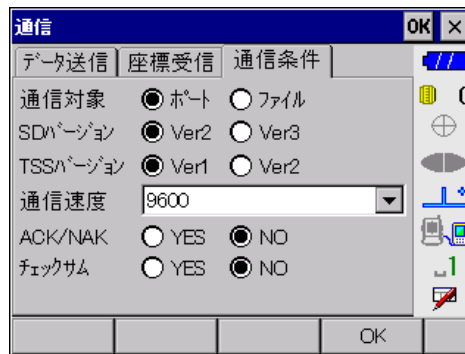 通信 OK ×
ﾃﾞｰﾀ送信 座標受信 通信条件
通信対象 ﾎﾟｰﾄ ﾌｧｲﾙ
SDﾊﾞｰｼﾞｮﾝ Ver2 Ver3
TSSﾊﾞｰｼﾞｮﾝ Ver1 Ver2
通信速度 9600
ACK/NAK YES NO
ﾁｪｯｸｻﾑ YES NO
1
OK